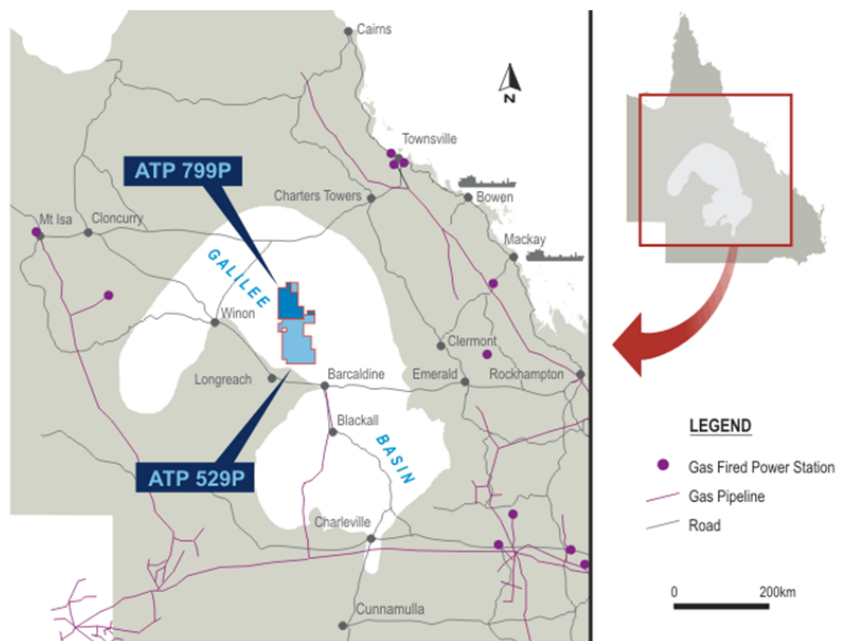 Cairns
N
Townsville
ATP 799P
Charters Towers
Bowen
Mt Isa
Cloncurry
Mackay
GALILEE
Winon
Clermont
Longreach
Barcaldine
Emerald
Rockhampton
Blackall
BASIN
ATP 529P
Charleville
Cunnamulla
LEGEND
Gas Fired Power Station
Gas Pipeline
Road
0 200km